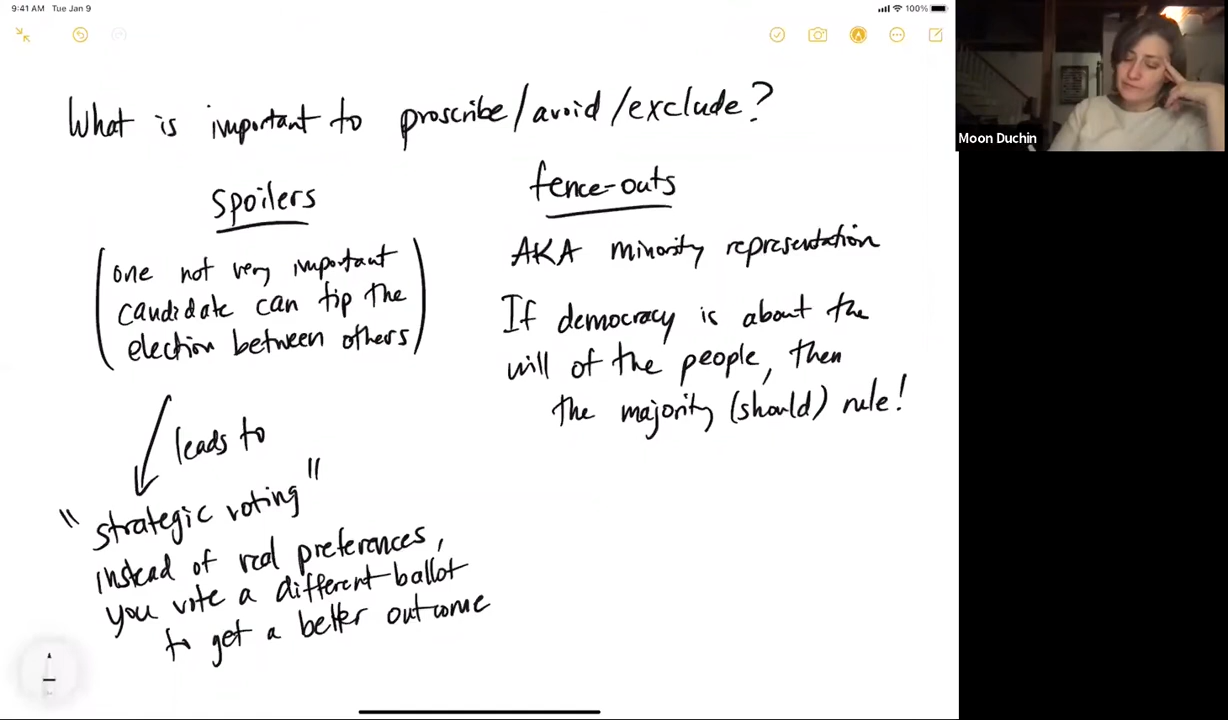 9:41 AM Tue Jan 9
100%
What is important to proscribe/avoid/exclude?
Spoilers
(one not very important
candidate can tip the
election between others)
leads to
"strategic voting"
instead of real preferences,
you vote a different ballot
to get a better outcome
fence-outs
AKA minority representation
If democracy is about the
will of the people, then
the majority (should) rule!
Moon Duchin